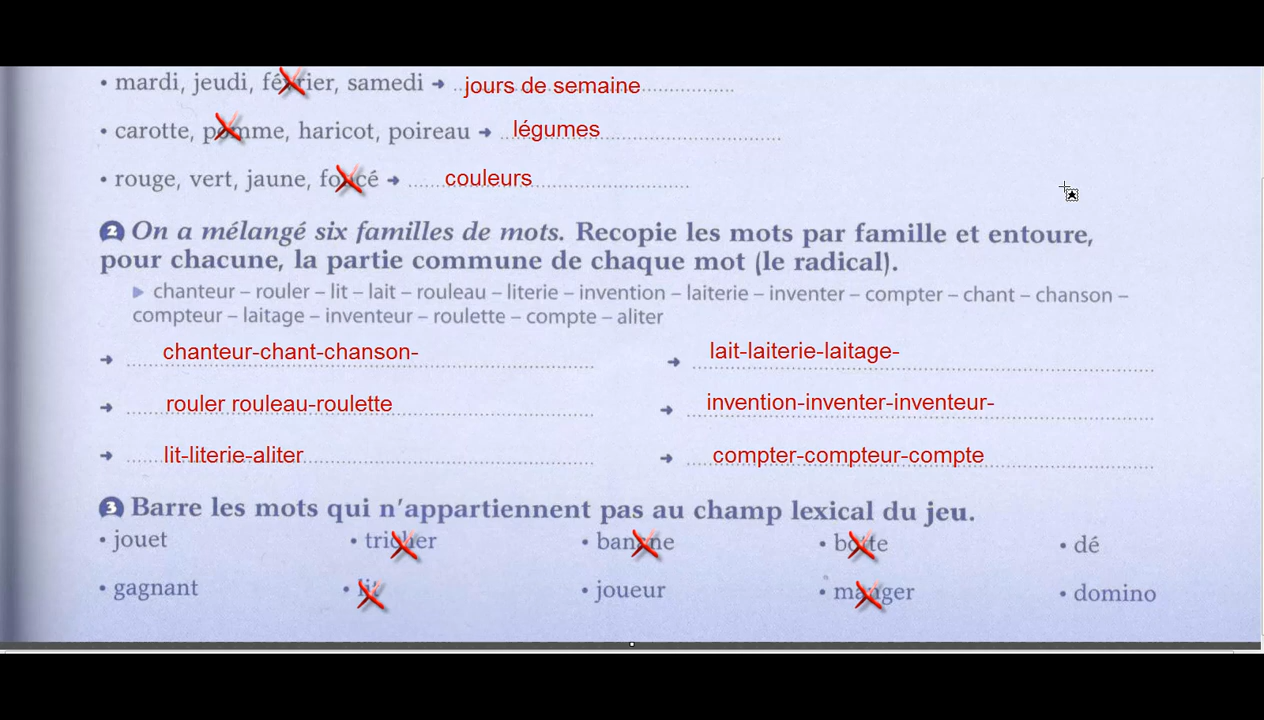 • mardi, jeudi, février, samedi ➜ jours de semaine
• carotte, pomme, haricot, poireau ➜ légumes
• rouge, vert, jaune, foncé ➜ couleurs
2 On a mélangé six familles de mots. Recopie les mots par famille et entoure,
pour chacune, la partie commune de chaque mot (le radical).
▶ chanteur – rouler – lit – lait – rouleau – literie – invention – laiterie – inventer – compter – chant – chanson –
compteur – laitage – inventeur – roulette – compte – aliter
➜ chanteur-chant-chanson- ➜ lait-laiterie-laitage-
➜ rouler rouleau-roulette ➜ invention-inventer-inventeur-
➜ lit-literie-aliter ➜ compter-compteur-compte
3 Barre les mots qui n'appartiennent pas au champ lexical du jeu.
• jouet • tricher • banane • botte • dé
• gagnant • lit • joueur • manger • domino